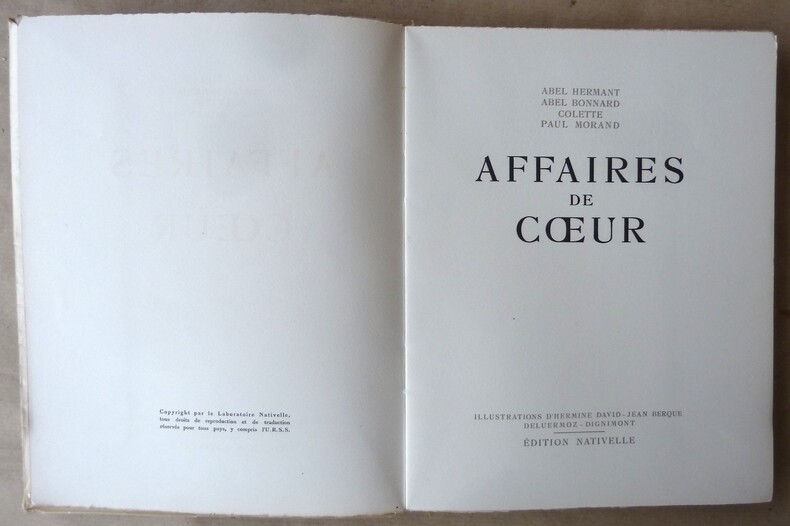 Copyright par le Laboratoire Nativelle,
tous droits de reproduction et de traduction
réservés pour tous pays, y compris l'U.R.S.S.
ABEL HERMANT
ABEL BONNARD
COLETTE
PAUL MORAND
AFFAIRES
DE
CŒUR
ILLUSTRATIONS D'HERMINE DAVID-JEAN BERQUE
DELUERMOZ - DIGNIMONT
ÉDITION NATIVELLE